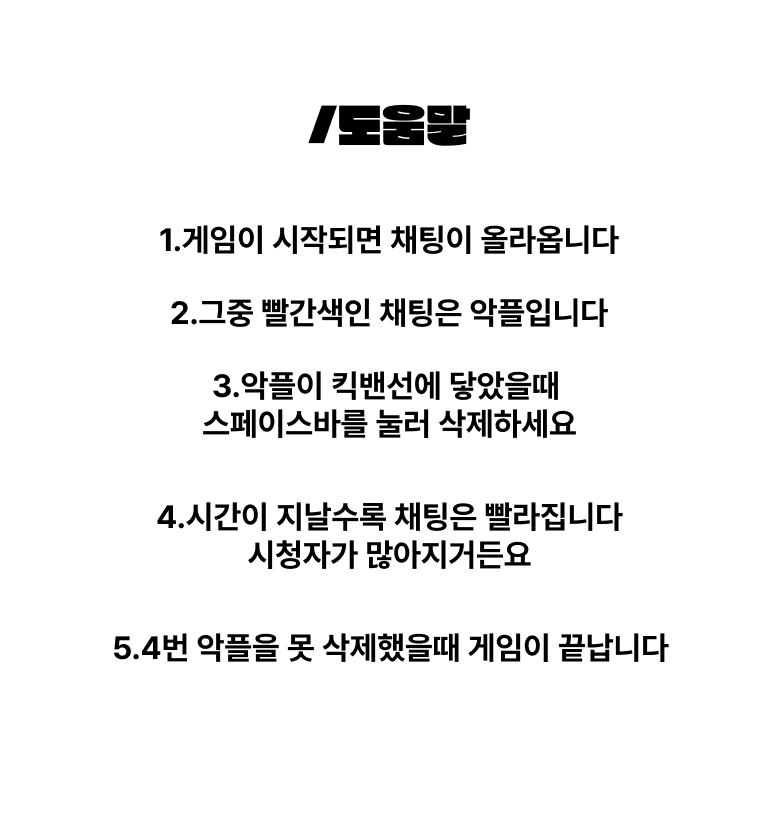 /도움말
1.게임이 시작되면 채팅이 올라옵니다
2.그중 빨간색인 채팅은 악플입니다
3.악플이 킥밴선에 닿았을때
스페이스바를 눌러 삭제하세요
4.시간이 지날수록 채팅은 빨라집니다
시청자가 많아지거든요
5.4번 악플을 못 삭제했을때 게임이 끝납니다